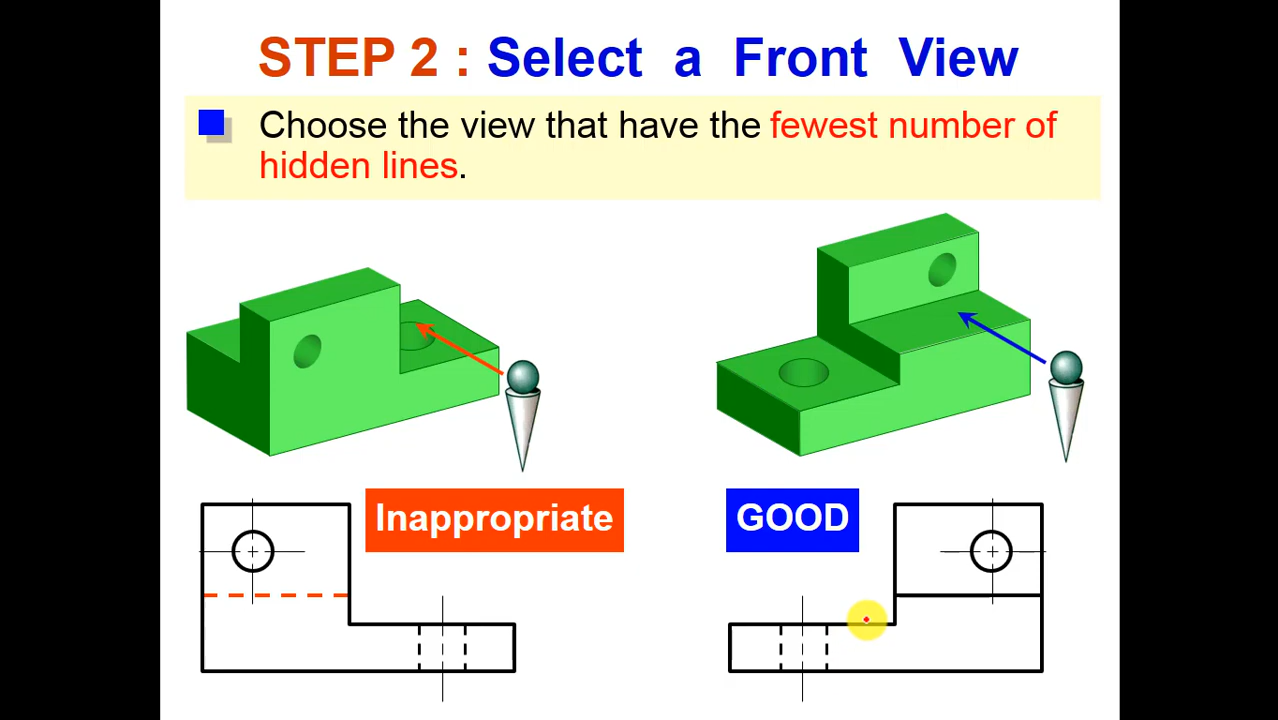 STEP 2 : Select a Front View
Choose the view that have the fewest number of
hidden lines.
Inappropriate
GOOD